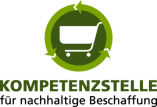 KOMPETENZSTELLE
für nachhaltige Beschaffung